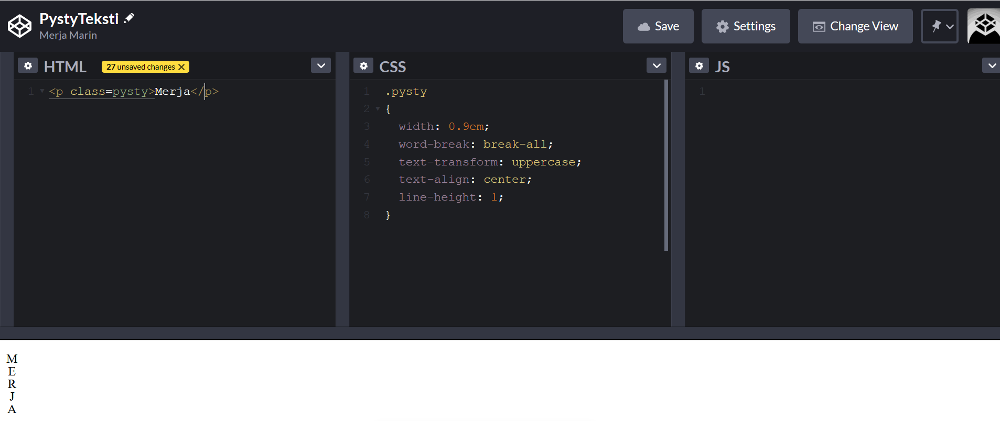 PystyTeksti
Merja Marin
Save
Settings
Change View
HTML
27 unsaved changes
CSS
JS
1 <p class=pysty>Merja</p>
1 .pysty
2 {
3 width: 0.9em;
4 word-break: break-all;
5 text-transform: uppercase;
6 text-align: center;
7 line-height: 1;
8 }
1
M
E
R
J
A